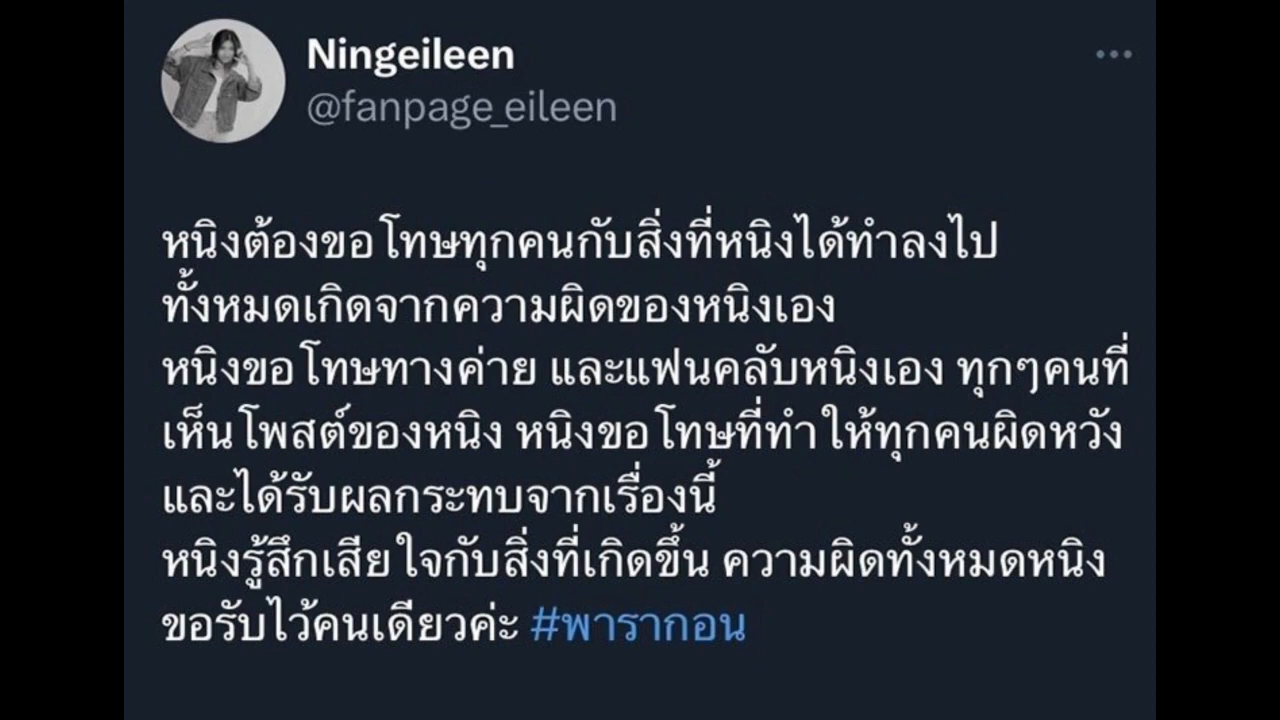 Ningeileen
@fanpage_eileen
หนิงต้องขอโทษทุกคนกับสิ่งที่หนิงได้ทำลงไป
ทั้งหมดเกิดจากความผิดของหนิงเอง
หนิงขอโทษทางค่าย และแฟนคลับหนิงเอง ทุกๆคนที่
เห็นโพสต์ของหนิง หนิงขอโทษที่ทำให้ทุกคนผิดหวัง
และได้รับผลกระทบจากเรื่องนี้
หนิงรู้สึกเสียใจกับสิ่งที่เกิดขึ้น ความผิดทั้งหมดหนิง
ขอรับไว้คนเดียวค่ะ #พารากอน